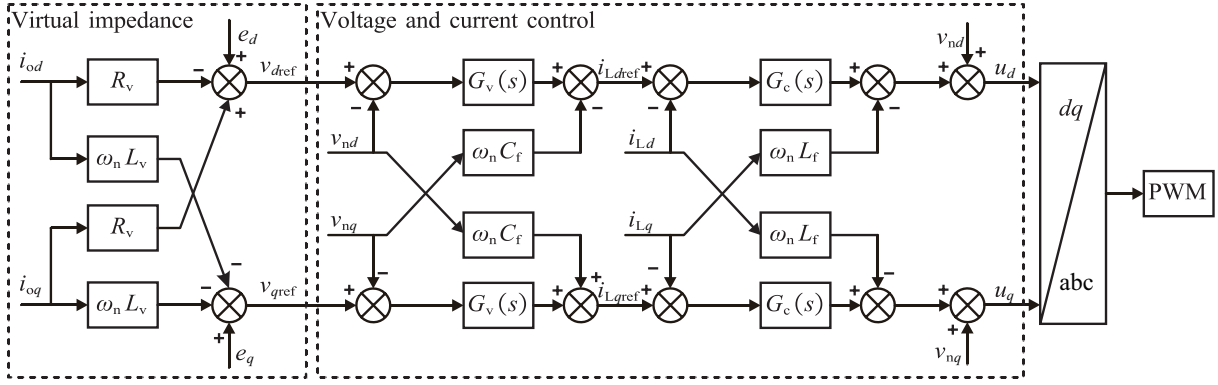 Virtual impedance
Voltage and current control
e_d
v_nd
i_od
R_v
v_dref
G_v(s)
i_Ldref
G_c(s)
u_d
ω_n L_v
v_nd
ω_n C_f
i_Ld
ω_n L_f
dq
PWM
R_v
v_nq
ω_n C_f
i_Lq
ω_n L_f
abc
i_oq
ω_n L_v
v_qref
G_v(s)
i_Lqref
G_c(s)
u_q
e_q
v_nq